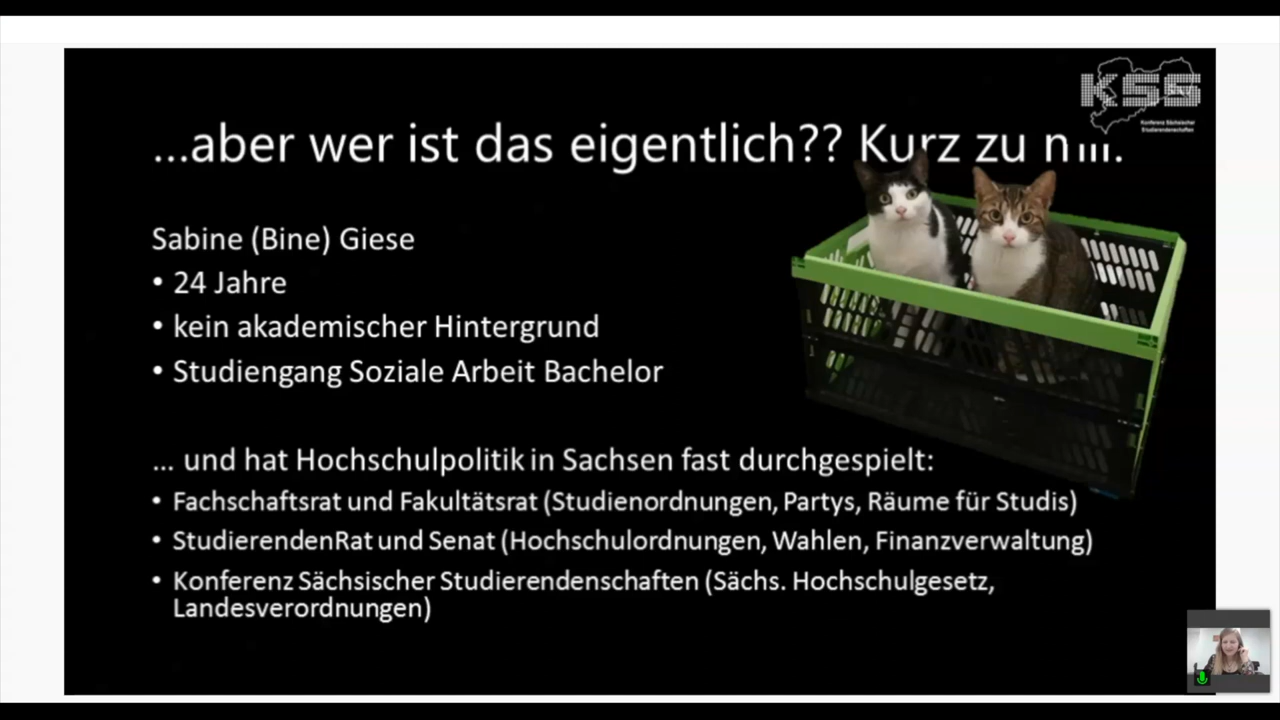 KSS
Konferenz Sächsischer
Studierendenschaften
...aber wer ist das eigentlich?? Kurz zu
Sabine (Bine) Giese
• 24 Jahre
• kein akademischer Hintergrund
• Studiengang Soziale Arbeit Bachelor
... und hat Hochschulpolitik in Sachsen fast durchgespielt:
• Fachschaftsrat und Fakultätsrat (Studienordnungen, Partys, Räume für Studis)
• StudierendenRat und Senat (Hochschulordnungen, Wahlen, Finanzverwaltung)
• Konferenz Sächsischer Studierendenschaften (Sächs. Hochschulgesetz,
Landesverordnungen)